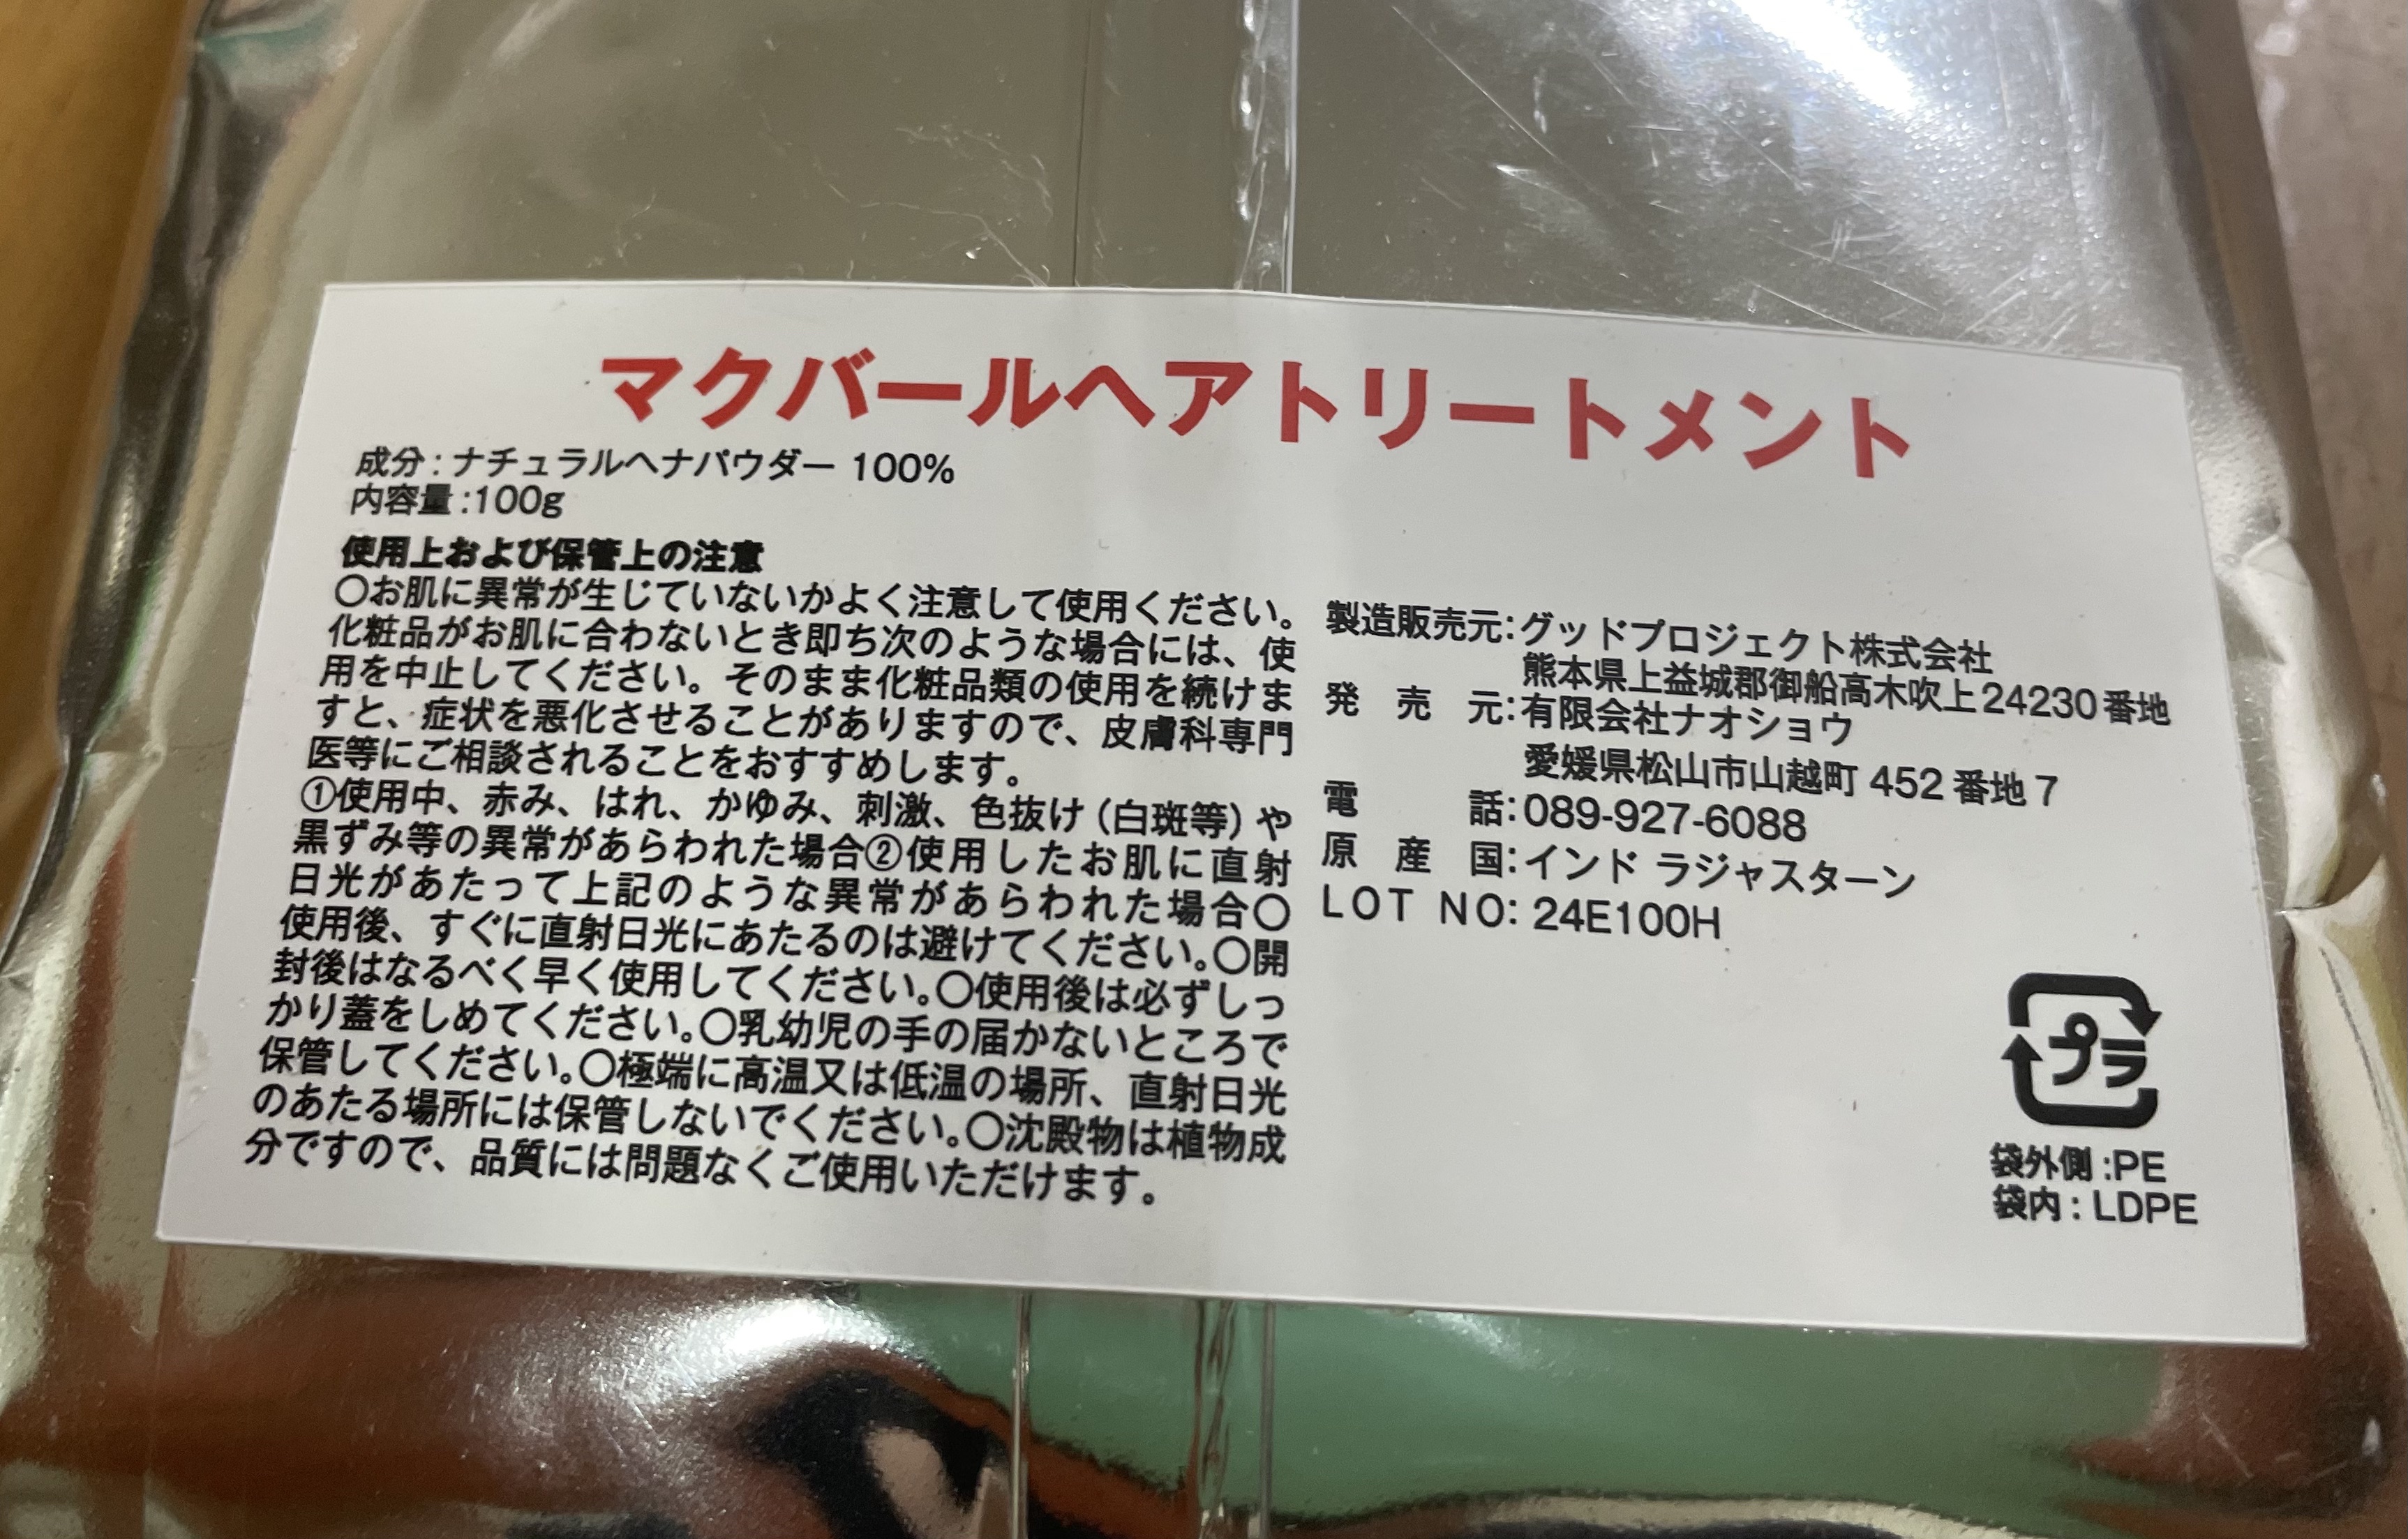 マクバールヘアトリートメント
成分:ナチュラルヘナパウダー 100%
内容量:100g
使用上および保管上の注意
〇お肌に異常が生じていないかよく注意して使用ください。
化粧品がお肌に合わないとき即ち次のような場合には、使
用を中止してください。そのまま化粧品類の使用を続けま
すと、症状を悪化させることがありますので、皮膚科専門
医等にご相談されることをおすすめします。
①使用中、赤み、はれ、かゆみ、刺激、色抜け(白斑等)や
黒ずみ等の異常があらわれた場合②使用したお肌に直射
日光があたって上記のような異常があらわれた場合〇
使用後、すぐに直射日光にあたるのは避けてください。〇開
封後はなるべく早く使用してください。〇使用後は必ずしっ
かり蓋をしめてください。〇乳幼児の手の届かないところで
保管してください。〇極端に高温又は低温の場所、直射日光
のあたる場所には保管しないでください。〇沈殿物は植物成
分ですので、品質には問題なくご使用いただけます。
製造販売元:グッドプロジェクト株式会社
熊本県上益城郡御船高木吹上24230番地
発売元:有限会社ナオショウ
愛媛県松山市山越町 452 番地 7
電話:089-927-6088
原産国:インド ラジャスターン
LOT NO: 24E100H
プラ
袋外側:PE
袋内:LDPE